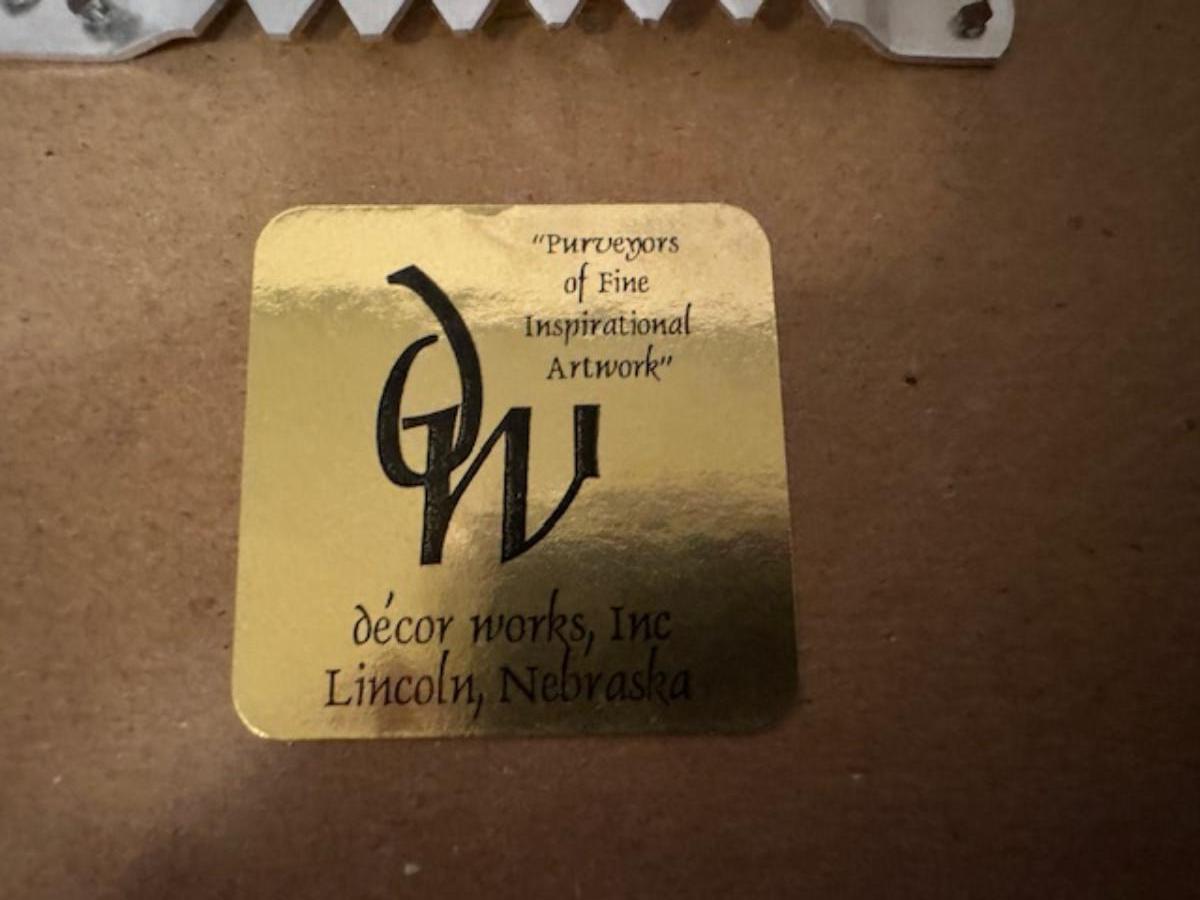 "Purveyors
of Fine
Inspirational
Artwork"
dW
décor works, Inc
Lincoln, Nebraska